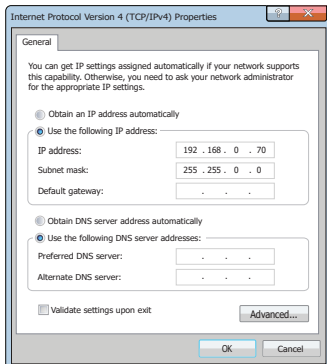 Internet Protocol Version 4 (TCP/IPv4) Properties
General
You can get IP settings assigned automatically if your network supports
this capability. Otherwise, you need to ask your network administrator
for the appropriate IP settings.
Obtain an IP address automatically
Use the following IP address:
IP address: 192 . 168 . 0 . 70
Subnet mask: 255 . 255 . 0 . 0
Default gateway: . . .
Obtain DNS server address automatically
Use the following DNS server addresses:
Preferred DNS server: . . .
Alternate DNS server: . . .
Validate settings upon exit
Advanced...
OK Cancel